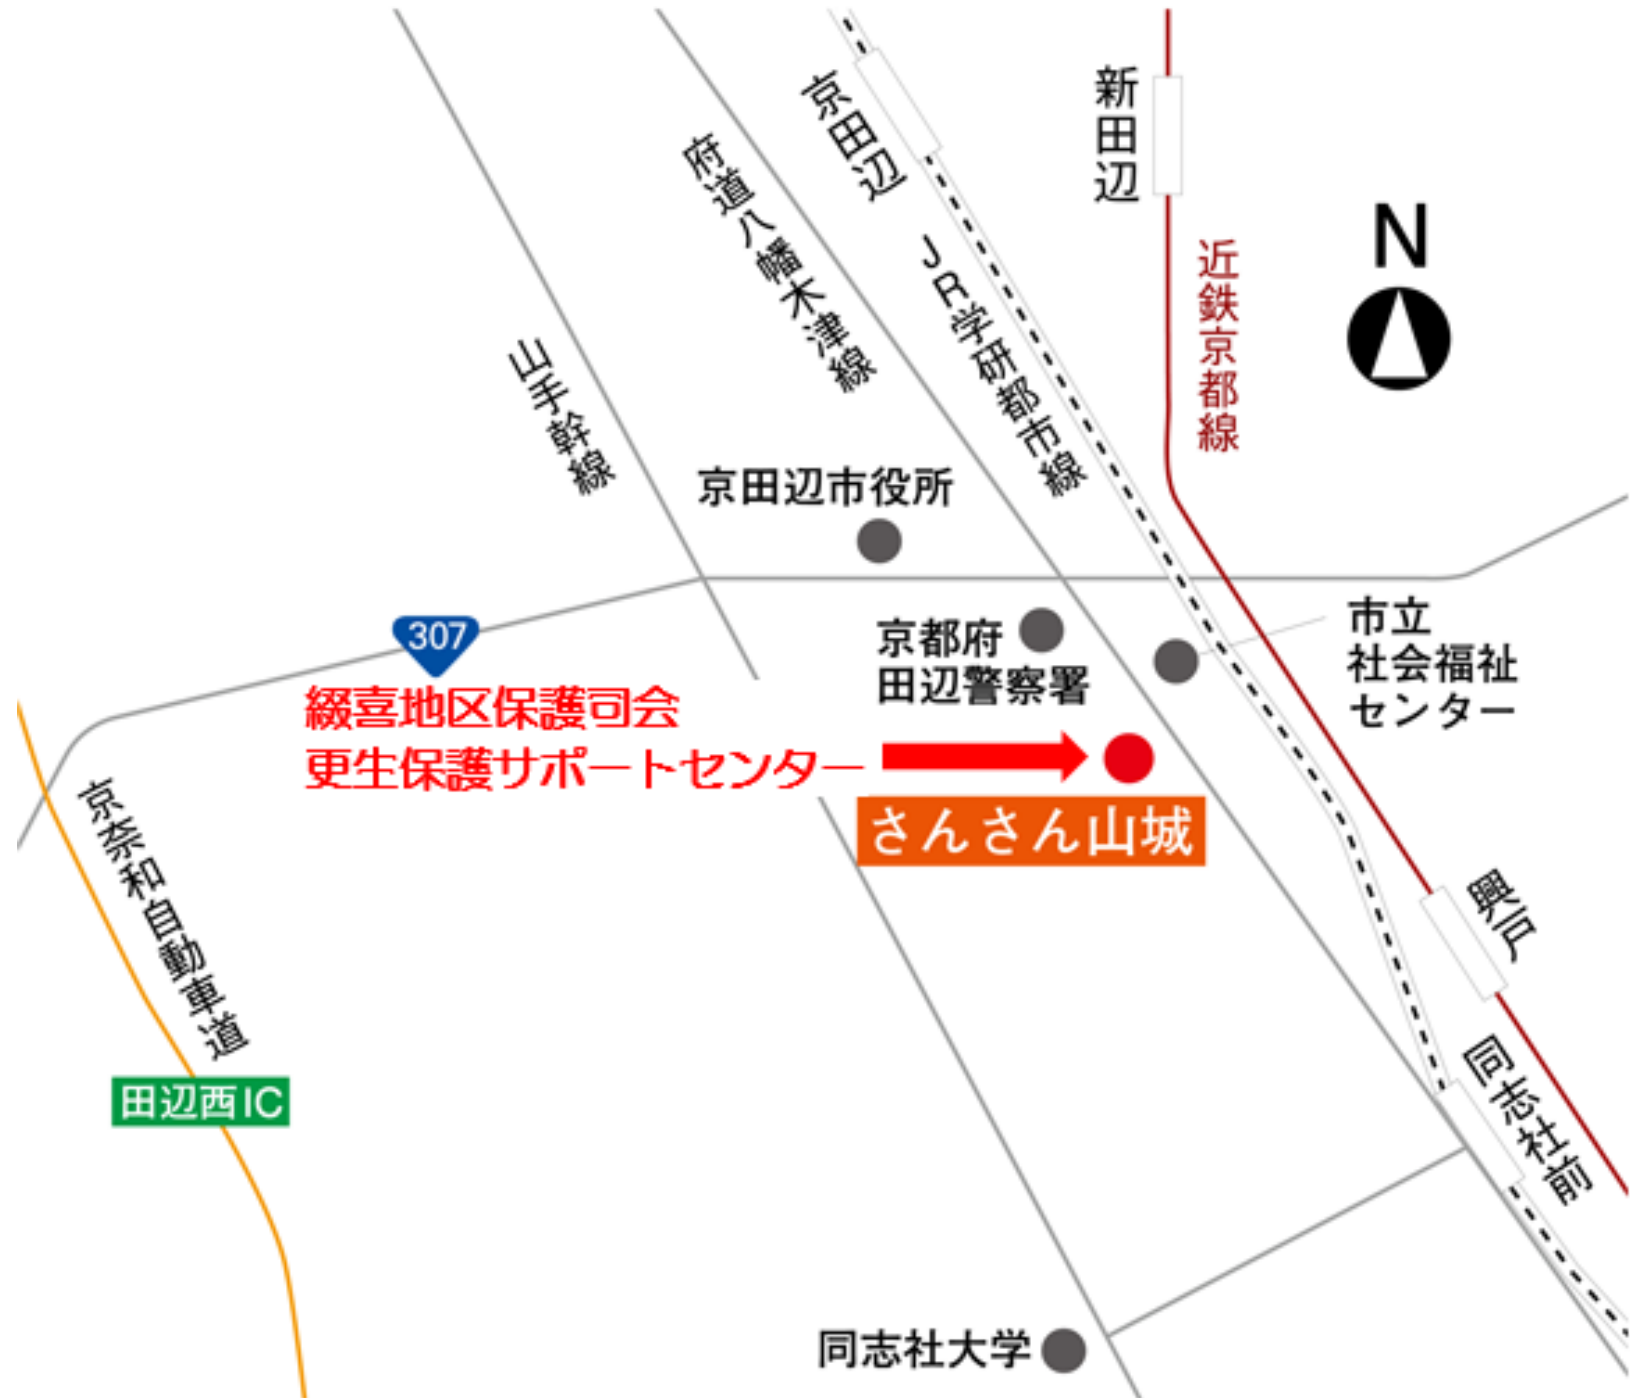 京田辺
新田辺
N
府道八幡木津線
JR学研都市線
近鉄京都線
山手幹線
京田辺市役所
307
京都府
田辺警察署
市立
社会福祉
センター
綴喜地区保護司会
更生保護サポートセンター
さんさん山城
京奈和自動車道
興戸
田辺西IC
同志社前
同志社大学